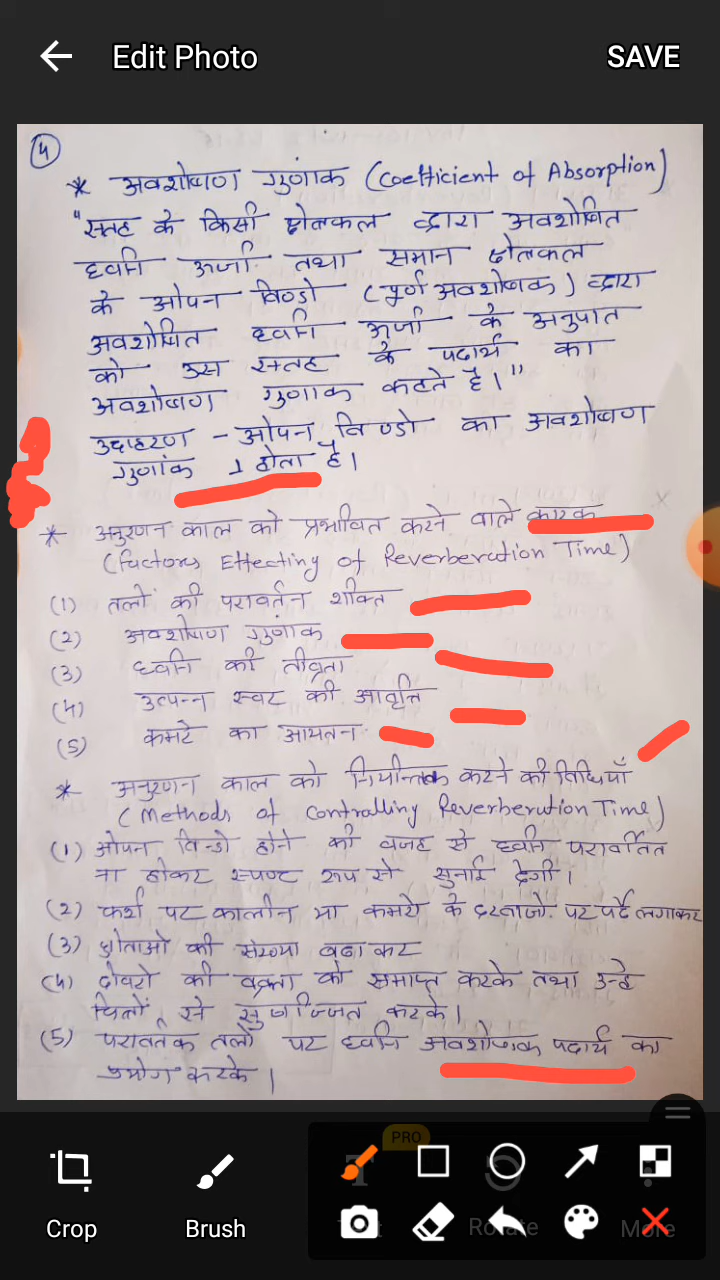 Edit Photo
SAVE
4
* अवशोषण गुणांक (Coefficient of Absorption)
"सतह के किसी क्षेत्रफल द्वारा अवशोषित
ध्वनि ऊर्जा तथा समान क्षेत्रफल
के ओपन विण्डो (पूर्ण अवशोषक) द्वारा
अवशोषित ध्वनि ऊर्जा के अनुपात
को उस सतह के पदार्थ का
अवशोषण गुणांक कहते है।"
उदाहरण - ओपन विण्डो का अवशोषण
गुणांक 1 होता है।
* अनुरणन काल को प्रभावित करने वाले कारक
(Factors Effecting of Reverberation Time)
(1) तलों की परावर्तन शक्ति
(2) अवशोषण गुणांक
(3) ध्वनि की तीव्रता
(4) उत्पन्न स्वर की आवृत्ति
(5) कमरे का आयतन
* अनुरणन काल को नियन्त्रित करने की विधियाँ
(Methods of Controlling Reverberation Time)
(1) ओपन विन्डो होने की वजह से ध्वनि परावर्तित
ना होकर स्पष्ट रूप से सुनाई देगी।
(2) फर्श पर कालीन या कमरो के दरवाजो पर पर्दे लगाकर
(3) श्रोताओ की संख्या बढाकर
(4) दीवारो की वक्रता को समाप्त करके तथा उन्हे
चित्रों से सुसज्जित करके।
(5) परावर्तक तलों पर ध्वनि अवशोषक पदार्थ का
प्रयोग करके।
PRO
Crop
Brush
Rotate
More